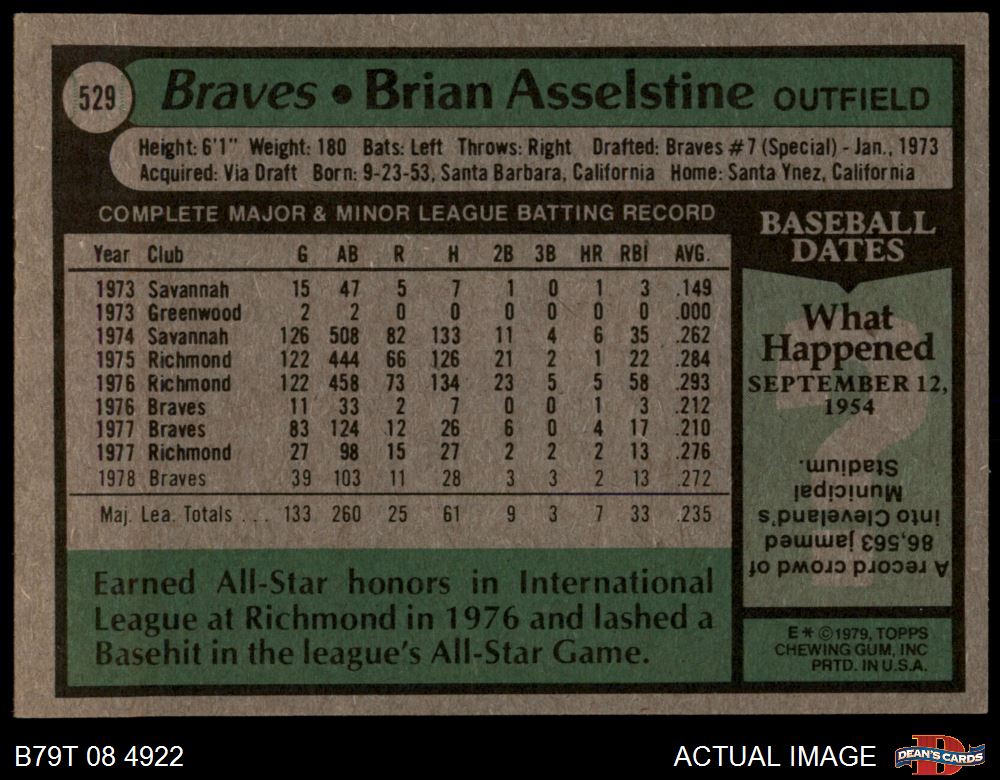 529
Braves • Brian Asselstine OUTFIELD
Height: 6'1" Weight: 180 Bats: Left Throws: Right Drafted: Braves #7 (Special) - Jan., 1973
Acquired: Via Draft Born: 9-23-53, Santa Barbara, California Home: Santa Ynez, California
COMPLETE MAJOR & MINOR LEAGUE BATTING RECORD
Year Club G AB R H 2B 3B HR RBI AVG.
1973 Savannah 15 47 5 7 1 0 1 3 .149
1973 Greenwood 2 2 0 0 0 0 0 0 .000
1974 Savannah 126 508 82 133 11 4 6 35 .262
1975 Richmond 122 444 66 126 21 2 1 22 .284
1976 Richmond 122 458 73 134 23 5 5 58 .293
1976 Braves 11 33 2 7 0 0 1 3 .212
1977 Braves 83 124 12 26 6 0 4 17 .210
1977 Richmond 27 98 15 27 2 2 2 13 .276
1978 Braves 39 103 11 28 3 3 2 13 .272
Maj. Lea. Totals ... 133 260 25 61 9 3 7 33 .235
Earned All-Star honors in International
League at Richmond in 1976 and lashed a
Basehit in the league's All-Star Game.
BASEBALL
DATES
What
Happened
SEPTEMBER 12,
1954
?
A record crowd of
86,563 jammed
into Cleveland's
Municipal
Stadium.
E * © 1979, TOPPS
CHEWING GUM, INC
PRTD. IN U.S.A.
B79T 08 4922
ACTUAL IMAGE
D
DEAN'S CARDS